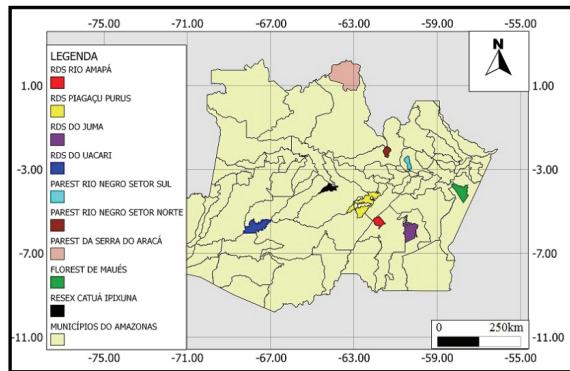 -75.00 -71.00 -67.00 -63.00 -59.00 -55.00
LEGENDA
RDS RIO AMAPÁ
RDS PIAGAÇU PURUS
RDS DO JUMA
RDS DO UACARI
PAREST RIO NEGRO SETOR SUL
PAREST RIO NEGRO SETOR NORTE
PAREST DA SERRA DO ARACÁ
FLOREST DE MAUÉS
RESEX CATUÁ IPIXUNA
MUNICÍPIOS DO AMAZONAS
N
1.00 1.00
-3.00 -3.00
-7.00 -7.00
-11.00 -11.00
0 250km
-75.00 -71.00 -67.00 -63.00 -59.00 -55.00